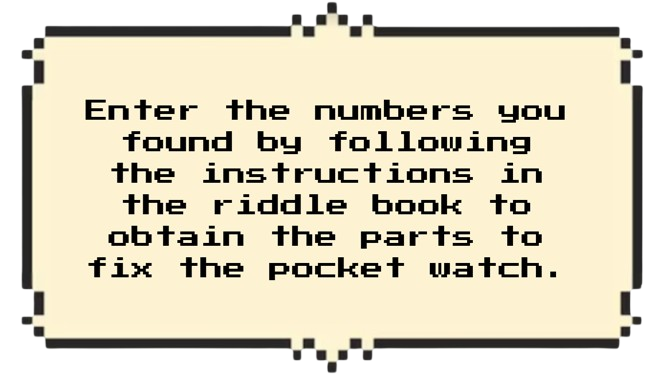 Enter the numbers you
found by following
the instructions in
the riddle book to
obtain the parts to
fix the pocket watch.